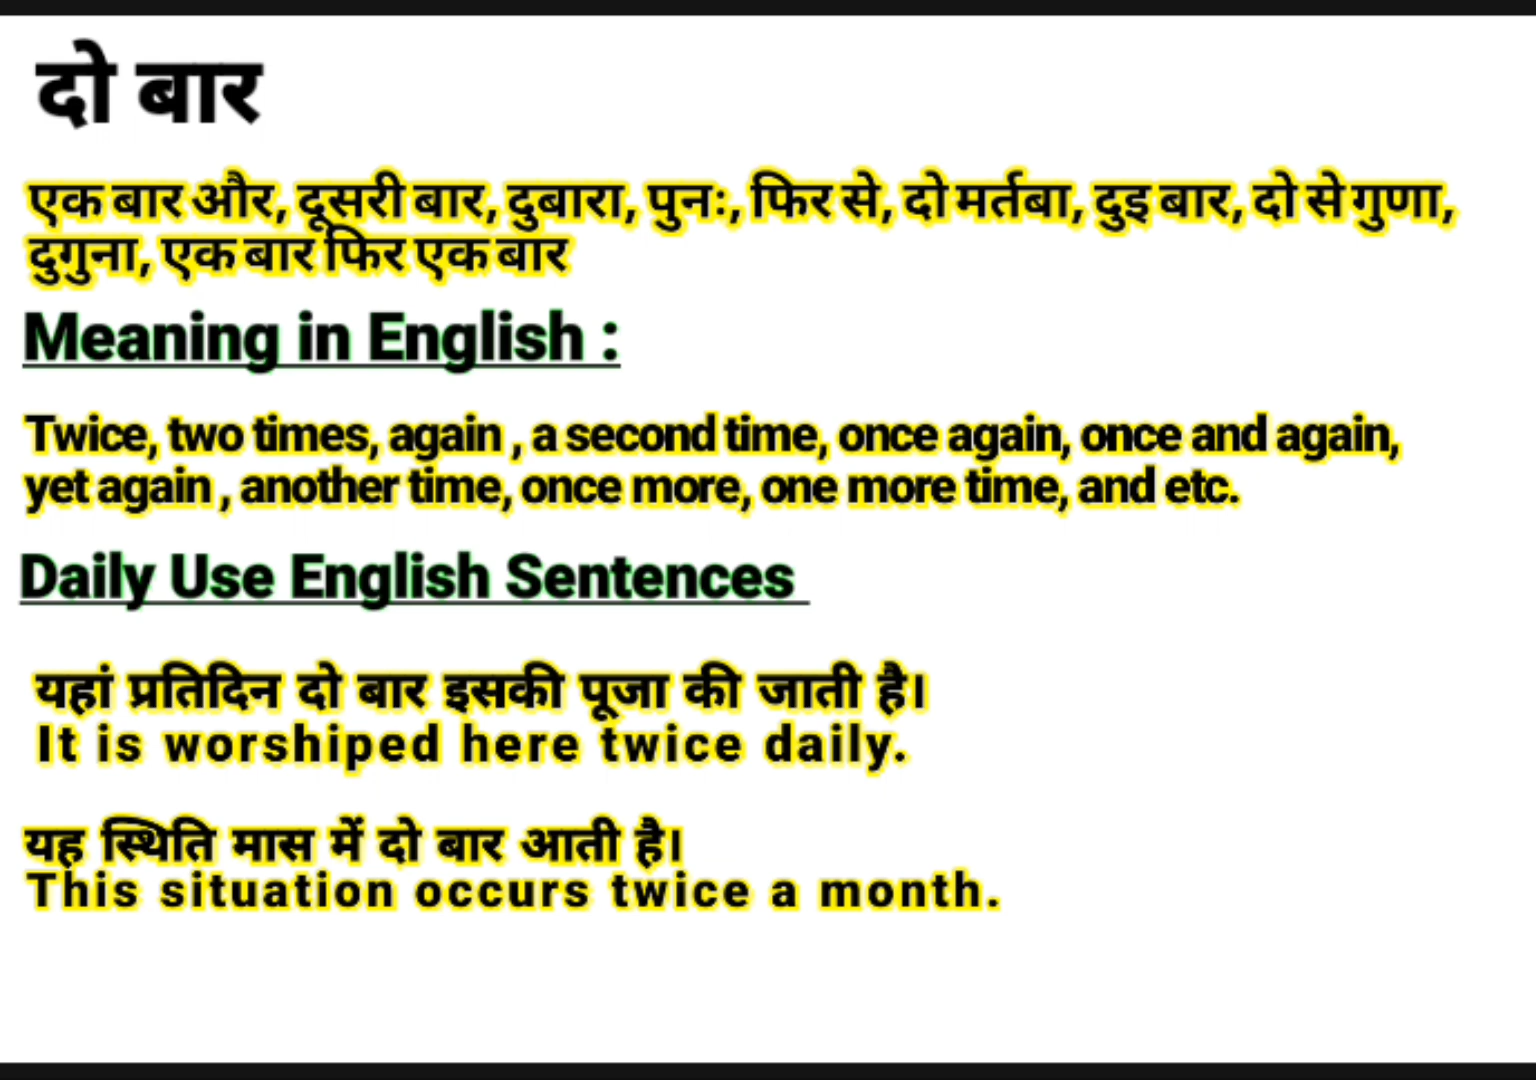 दो बार
एक बार और, दूसरी बार, दुबारा, पुनः, फिर से, दो मर्तबा, दुइ बार, दो से गुणा,
दुगुना, एक बार फिर एक बार
Meaning in English :
Twice, two times, again , a second time, once again, once and again,
yet again , another time, once more, one more time, and etc.
Daily Use English Sentences
यहां प्रतिदिन दो बार इसकी पूजा की जाती है।
It is worshiped here twice daily.
यह स्थिति मास में दो बार आती है।
This situation occurs twice a month.